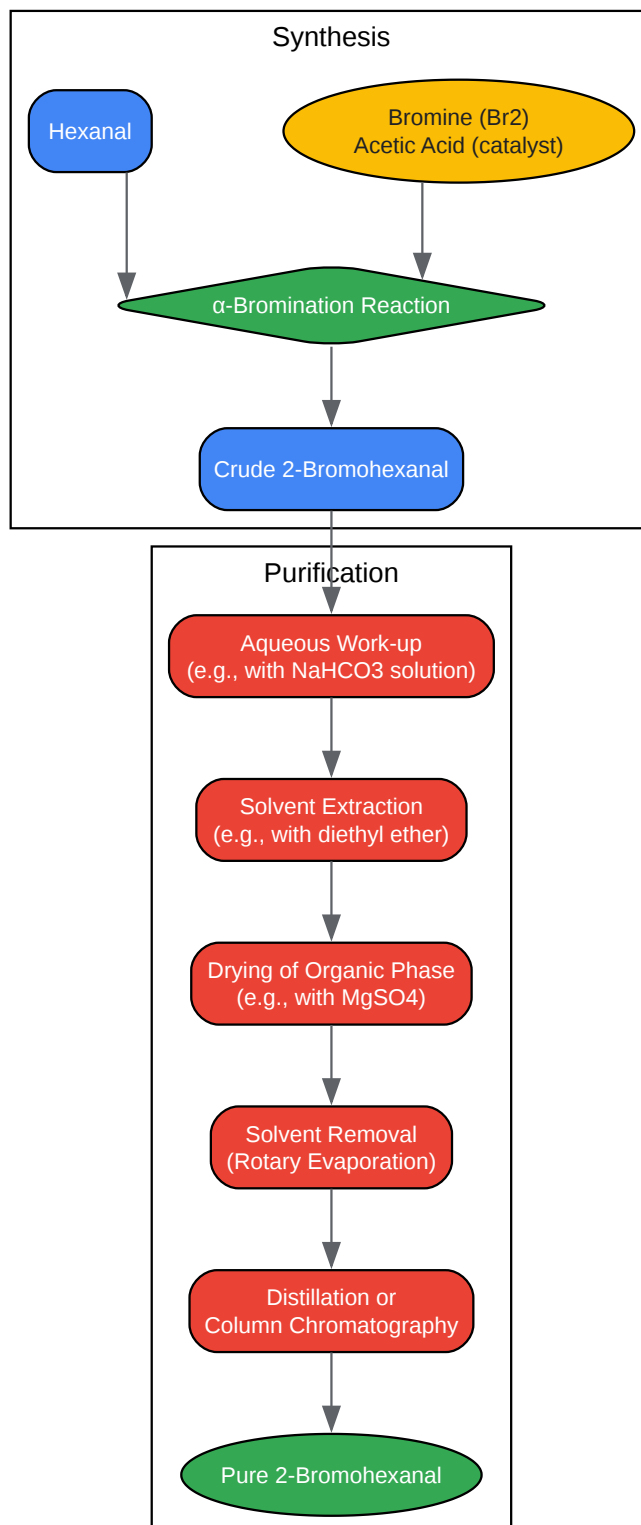 Synthesis
Hexanal
Bromine (Br2)
Acetic Acid (catalyst)
α-Bromination Reaction
Crude 2-Bromohexanal
Purification
Aqueous Work-up
(e.g., with NaHCO3 solution)
Solvent Extraction
(e.g., with diethyl ether)
Drying of Organic Phase
(e.g., with MgSO4)
Solvent Removal
(Rotary Evaporation)
Distillation or
Column Chromatography
Pure 2-Bromohexanal